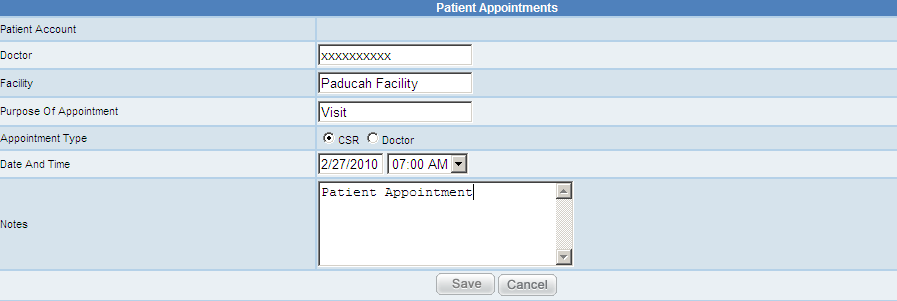 Patient Appointments
Patient Account
Doctor xxxxxxxxxx
Facility Paducah Facility
Purpose Of Appointment Visit
Appointment Type CSR Doctor
Date And Time 2/27/2010 07:00 AM
Notes Patient Appointment
Save Cancel